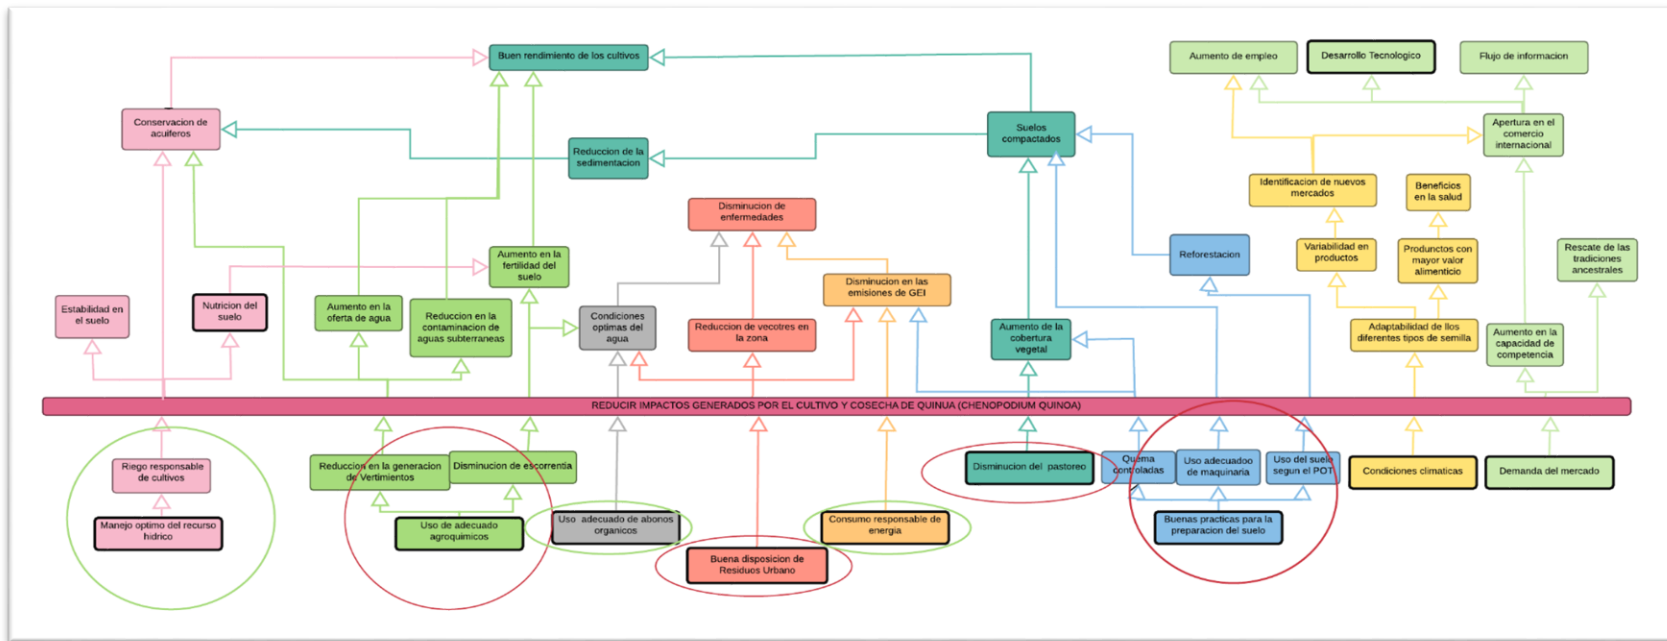 Buen rendimiento de los cultivos
Aumento de empleo
Desarrollo Tecnologico
Flujo de informacion
Conservacion de
acuiferos
Suelos
compactados
Apertura en el
comercio
internacional
Reduccion de la
sedimentacion
Identificacion de nuevos
mercados
Beneficios
en la salud
Disminucion de
enfermedades
Aumento en la
fertilidad del
suelo
Reforestacion
Variabilidad en
productos
Producntos con
mayor valor
alimenticio
Rescate de las
tradiciones
ancestrales
Disminucion en las
emisiones de GEI
Estabilidad en
el suelo
Nutricion del
suelo
Aumento en la
oferta de agua
Reduccion en la
contaminacion de
aguas subterraneas
Condiciones
optimas del
agua
Reduccion de vecotres en
la zona
Aumento de la
cobertura
vegetal
Adaptabilidad de llos
diferentes tipos de semilla
Aumento en la
capacidad de
competencia
REDUCIR IMPACTOS GENERADOS POR EL CULTIVO Y COSECHA DE QUINUA (CHENOPODIUM QUINOA)
Riego responsable
de cultivos
Reduccion en la generacion
de Vertimientos
Disminucion de escorrentia
Disminucion del pastoreo
Quema
controladas
Uso adecuadoo
de maquinaria
Uso del suelo
segun el POT
Condiciones climaticas
Demanda del mercado
Manejo optimo del recurso
hidrico
Uso de adecuado
agroquimicos
Uso adecuado de abonos
organicos
Consumo responsable de
energia
Buenas practicas para la
preparacion del suelo
Buena disposicion de
Residuos Urbano